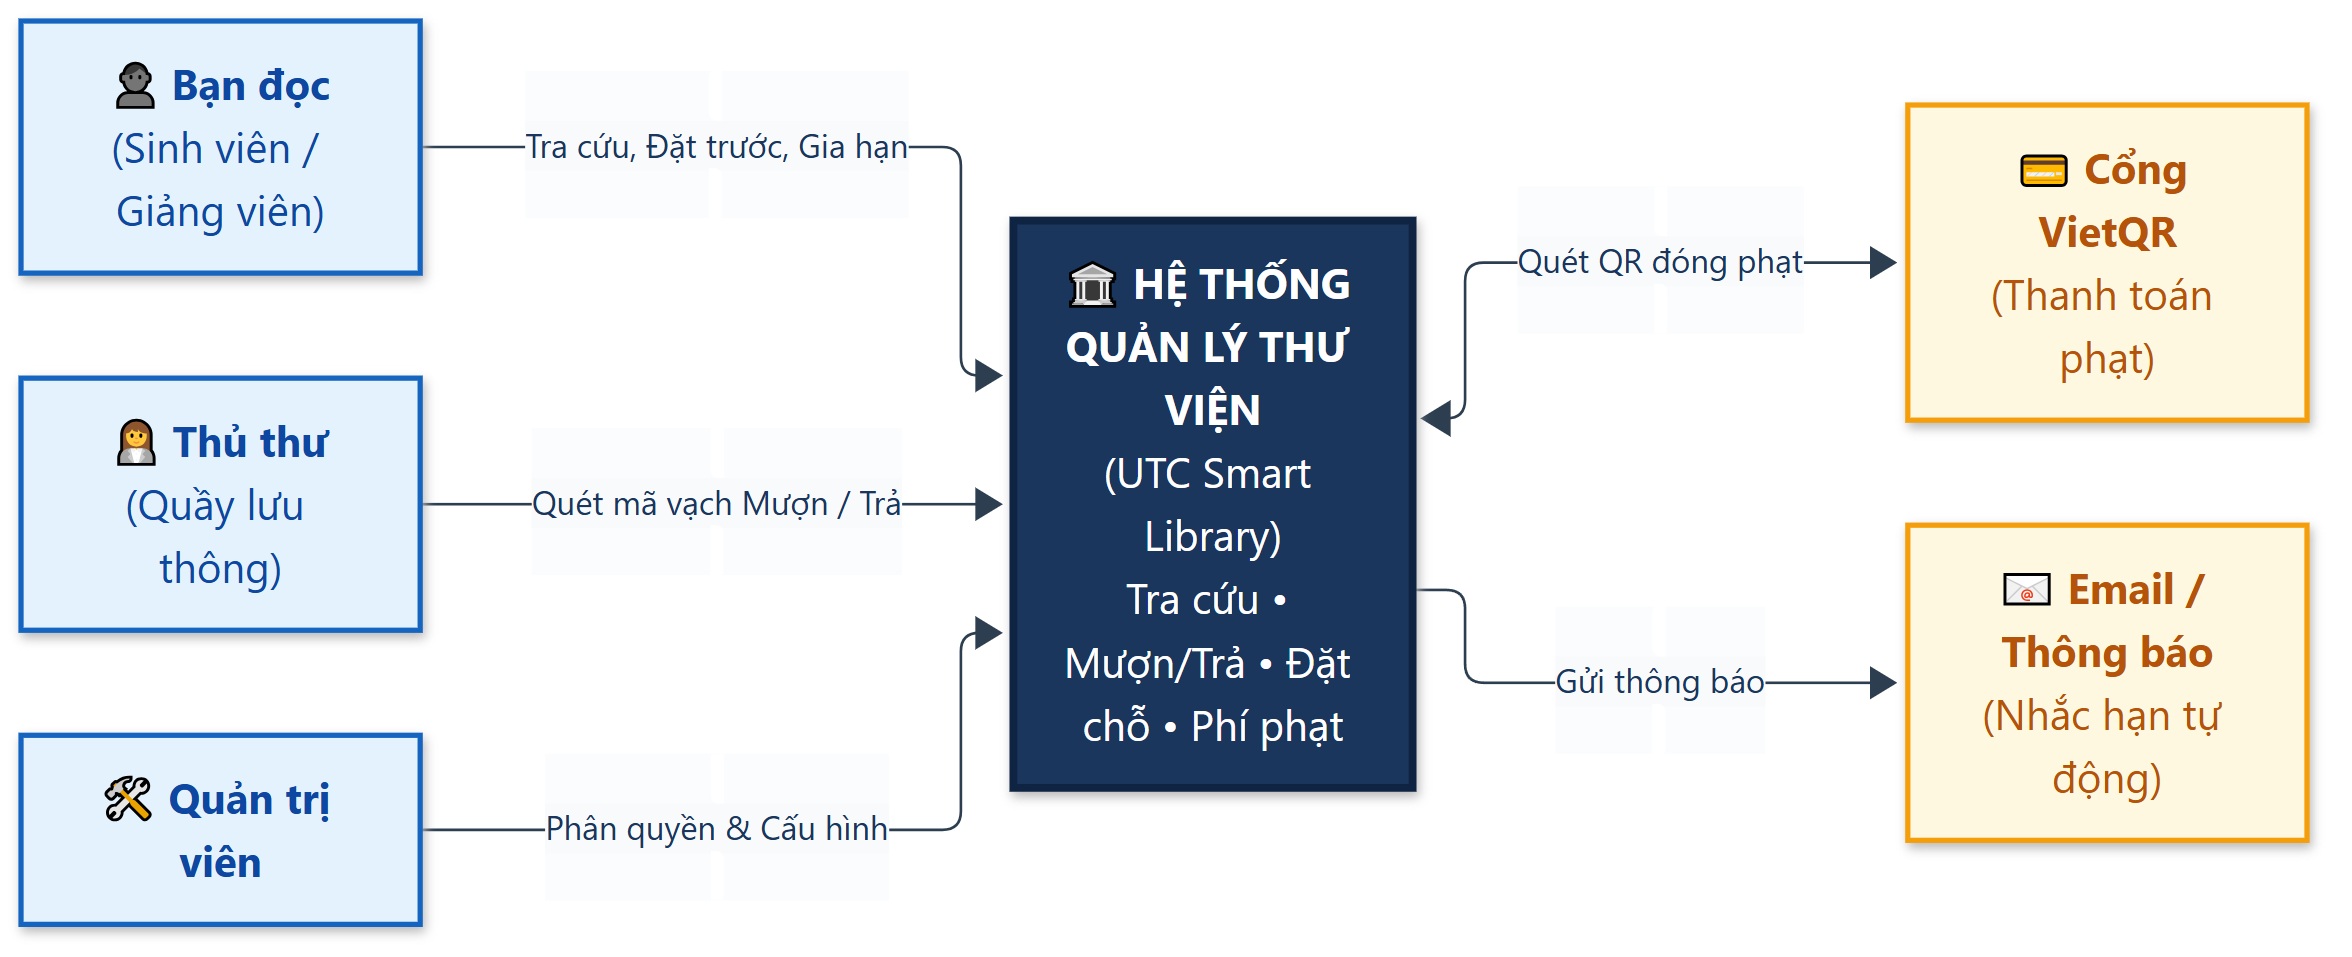 Bạn đọc
(Sinh viên /
Giảng viên)
Tra cứu, Đặt trước, Gia hạn
Thủ thư
(Quầy lưu
thông)
Quét mã vạch Mượn / Trả
Quản trị
viên
Phân quyền & Cấu hình
HỆ THỐNG
QUẢN LÝ THƯ
VIỆN
(UTC Smart
Library)
Tra cứu •
Mượn/Trả • Đặt
chỗ • Phí phạt
Quét QR đóng phạt
Cổng
VietQR
(Thanh toán
phạt)
Gửi thông báo
@
Email /
Thông báo
(Nhắc hạn tự
động)